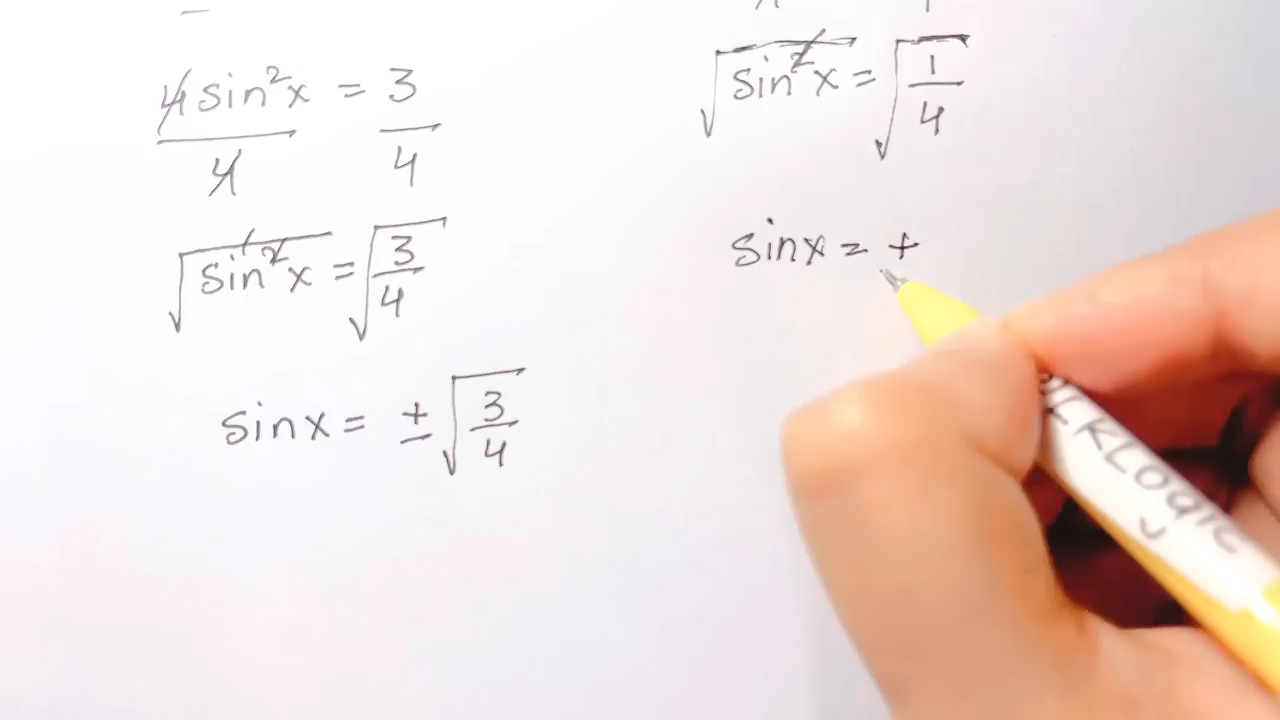 4sin²x = 3
4 4
√sin²x = √3/4
sinx = ± √3/4
√sin²x = √1/4
sinx = +